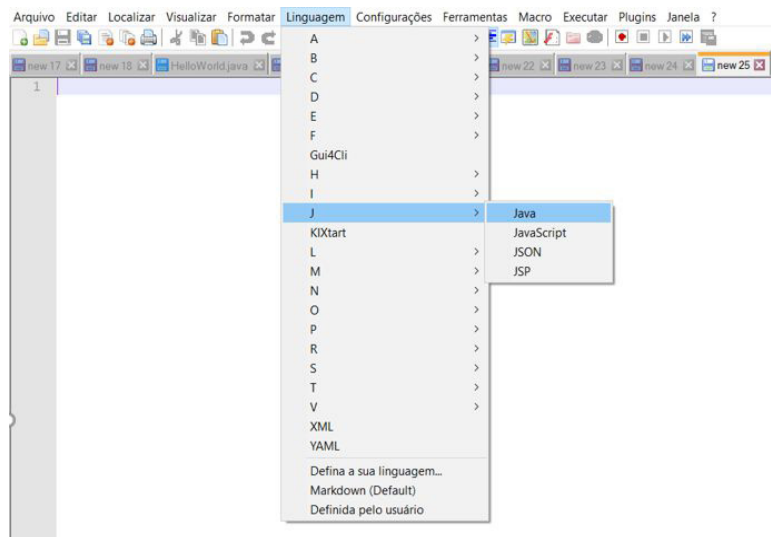 Arquivo Editar Localizar Visualizar Formatar Linguagem Configurações Ferramentas Macro Executar Plugins Janela ?
new 17 new 18 HelloWorld.java new 22 new 23 new 24 new 25
1
A
B
C
D
E
F
Gui4Cli
H
I
J
Java
JavaScript
JSON
JSP
KIXtart
L
M
N
O
P
R
S
T
V
XML
YAML
Defina a sua linguagem...
Markdown (Default)
Definida pelo usuário